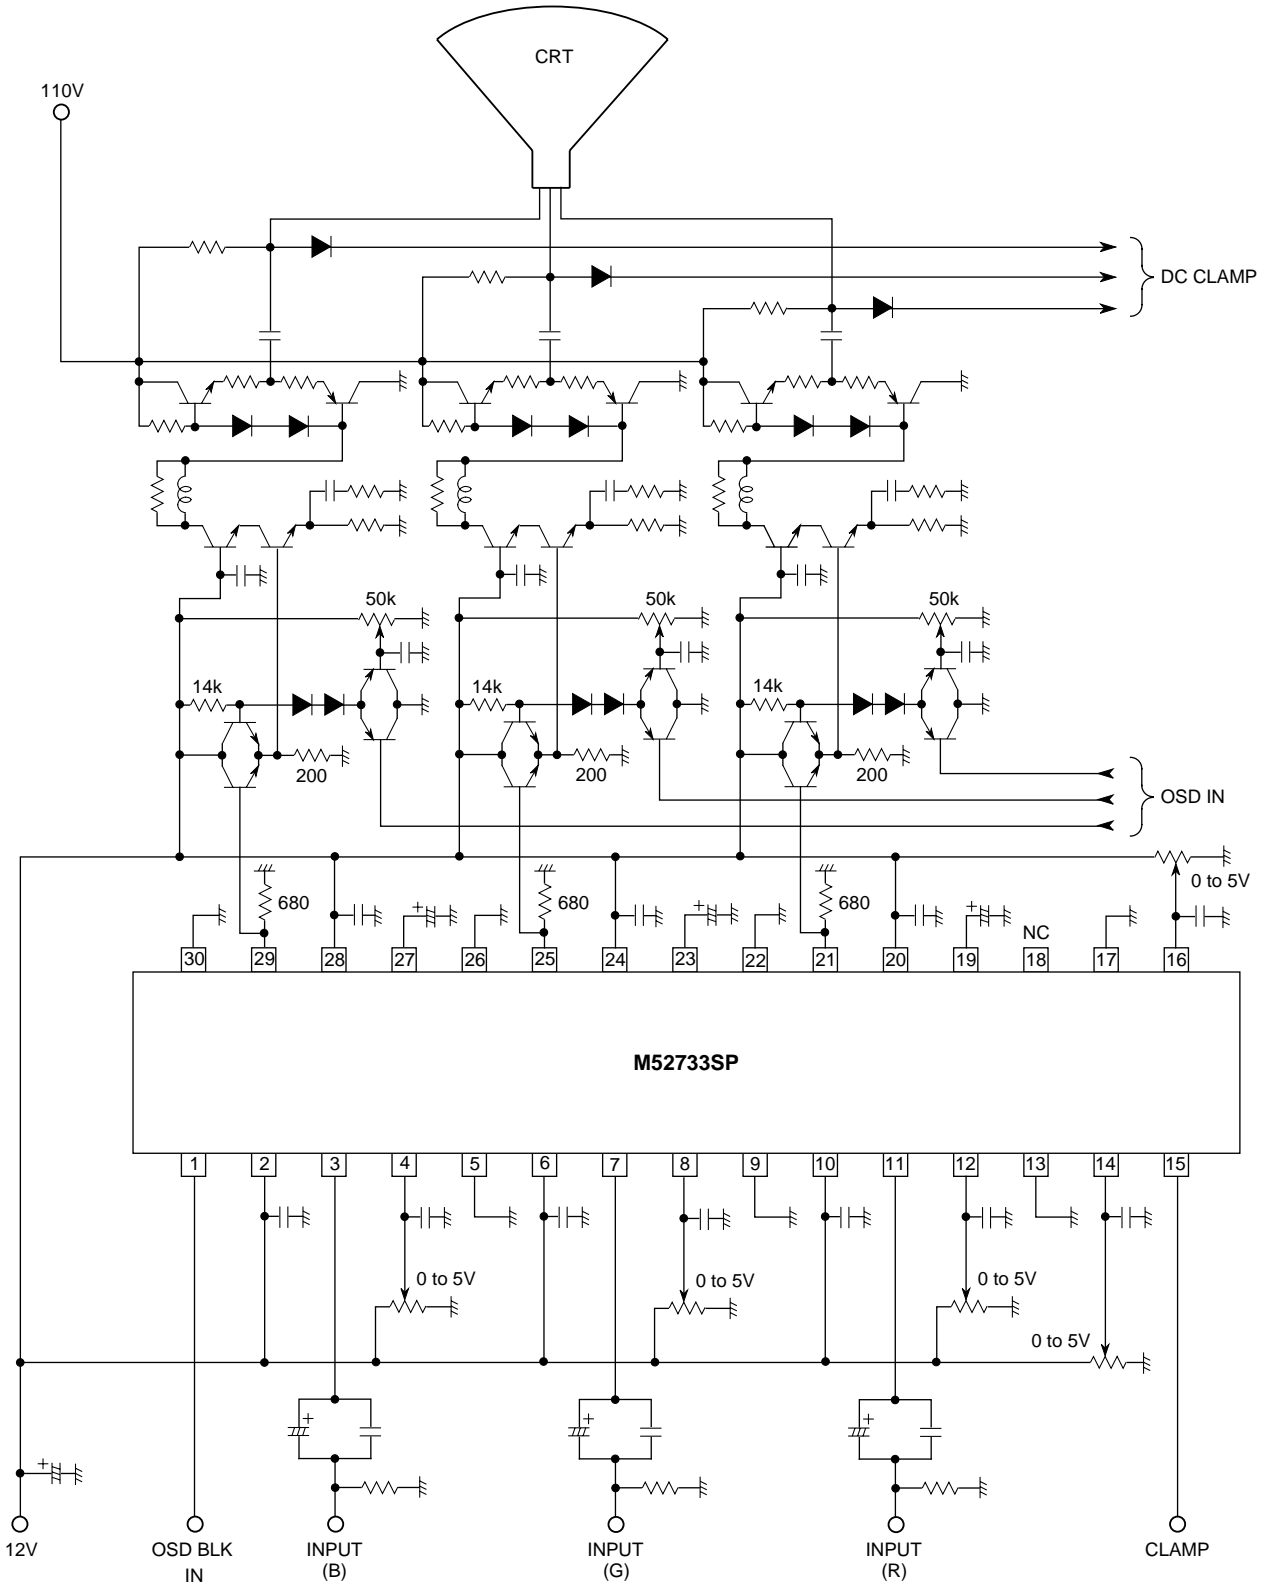 CRT
110V
DC CLAMP
50k 50k 50k
14k 14k 14k
200 200 200
OSD IN
680 680 680
0 to 5V
+ + +
NC
30 29 28 27 26 25 24 23 22 21 20 19 18 17 16
M52733SP
1 2 3 4 5 6 7 8 9 10 11 12 13 14 15
0 to 5V 0 to 5V 0 to 5V
0 to 5V
+ + +
+
12V
OSD BLK IN
INPUT (B)
INPUT (G)
INPUT (R)
CLAMP